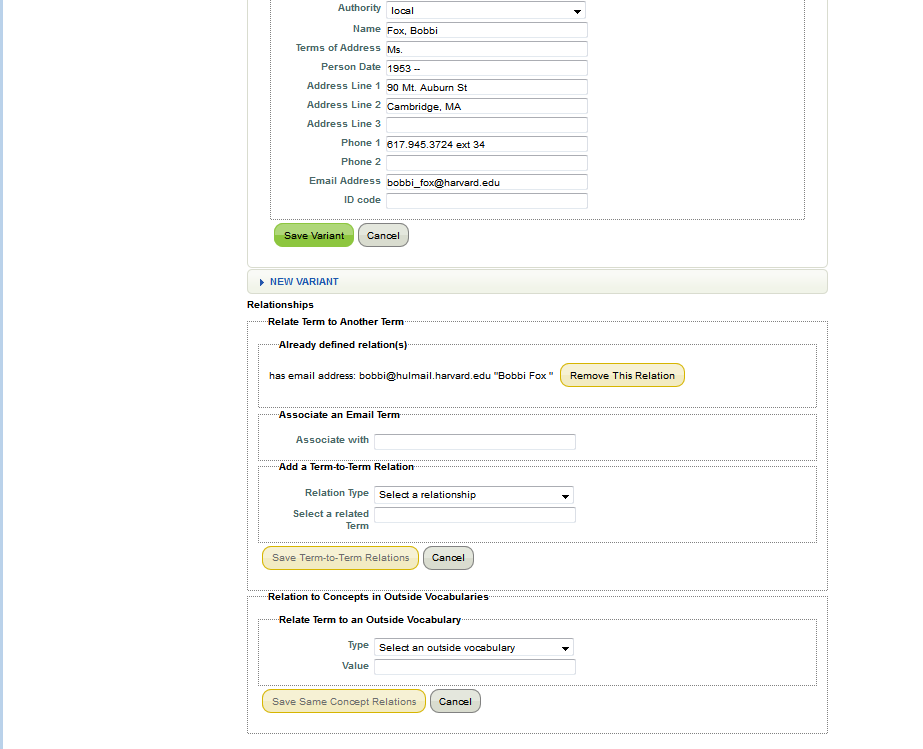 Authority local
Name Fox, Bobbi
Terms of Address Ms.
Person Date 1953 --
Address Line 1 90 Mt. Auburn St
Address Line 2 Cambridge, MA
Address Line 3
Phone 1 617.945.3724 ext 34
Phone 2
Email Address bobbi_fox@harvard.edu
ID code
Save Variant Cancel
NEW VARIANT
Relationships
Relate Term to Another Term
Already defined relation(s)
has email address: bobbi@hulmail.harvard.edu "Bobbi Fox " Remove This Relation
Associate an Email Term
Associate with
Add a Term-to-Term Relation
Relation Type Select a relationship
Select a related
Term
Save Term-to-Term Relations Cancel
Relation to Concepts in Outside Vocabularies
Relate Term to an Outside Vocabulary
Type Select an outside vocabulary
Value
Save Same Concept Relations Cancel